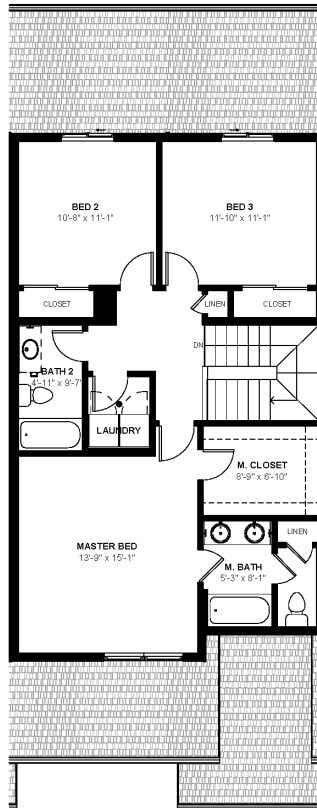 BED 2
10'-8" x 11'-1"
BED 3
11'-10" x 11'-1"
CLOSET
LINEN
CLOSET
DN
BATH 2
4'-11" x 9'-7"
LAUNDRY
M. CLOSET
8'-9" x 6'-10"
LINEN
MASTER BED
13'-9" x 15'-1"
M. BATH
5'-3" x 8'-1"